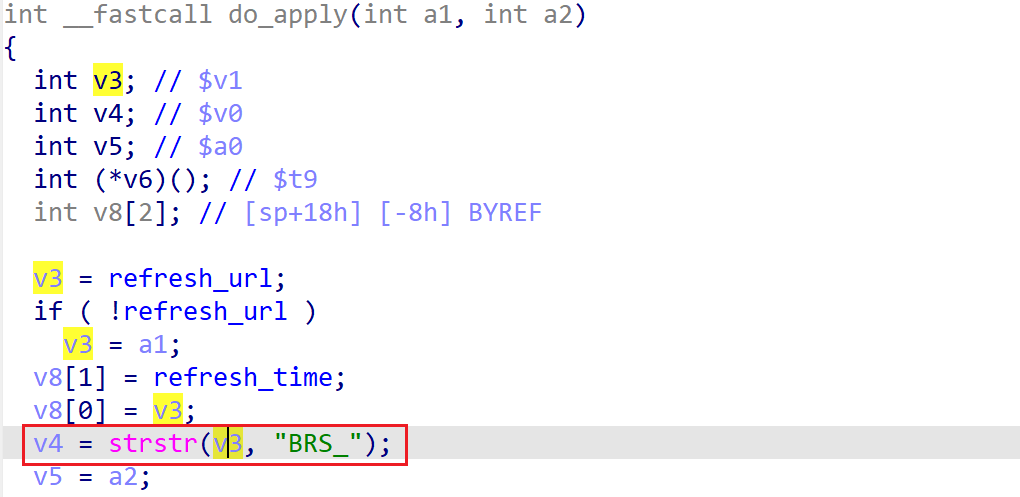 int __fastcall do_apply(int a1, int a2)
{
int v3; // $v1
int v4; // $v0
int v5; // $a0
int (*v6)(); // $t9
int v8[2]; // [sp+18h] [-8h] BYREF
v3 = refresh_url;
if ( !refresh_url )
v3 = a1;
v8[1] = refresh_time;
v8[0] = v3;
v4 = strstr(v3, "BRS_");
v5 = a2;